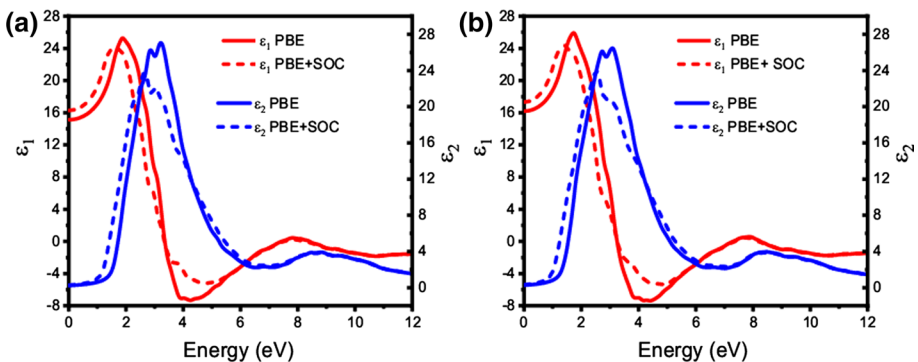 (a)
28
24
20
16
12
8
4
0
-4
-8
ε₁
ε₁ PBE
ε₁ PBE+SOC
ε₂ PBE
ε₂ PBE+SOC
28
24
20
16
12
8
4
0
ε₂
0 2 4 6 8 10 12
Energy (eV)
(b)
28
24
20
16
12
8
4
0
-4
-8
ε₁
ε₁ PBE
ε₁ PBE+ SOC
ε₂ PBE
ε₂ PBE+SOC
28
24
20
16
12
8
4
0
ε₂
0 2 4 6 8 10 12
Energy (eV)